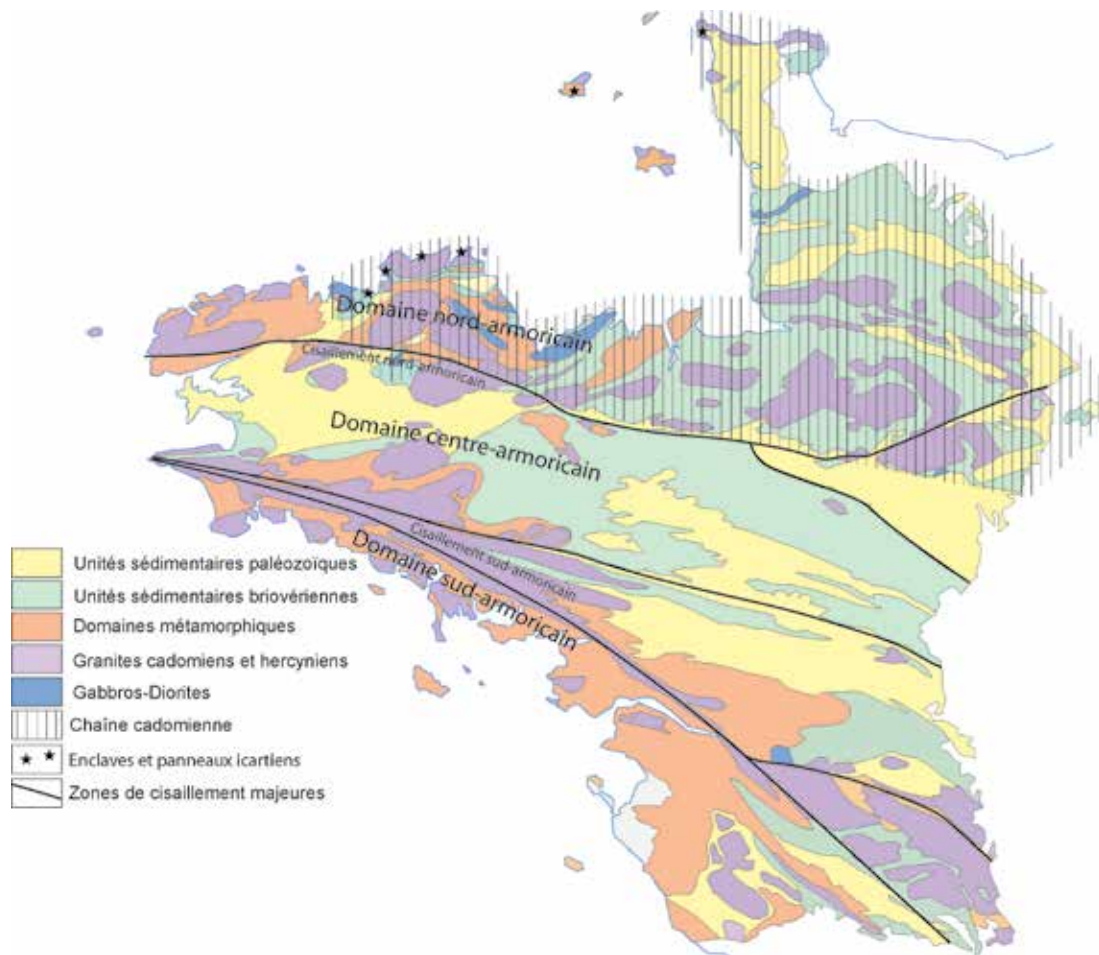 Domaine nord-armoricain
Cisaillement nord-armoricain
Domaine centre-armoricain
Cisaillement sud-armoricain
Domaine sud-armoricain
Unités sédimentaires paléozoïques
Unités sédimentaires briovériennes
Domaines métamorphiques
Granites cadomiens et hercyniens
Gabbros-Diorites
Chaîne cadomienne
Enclaves et panneaux icartiens
Zones de cisaillement majeures